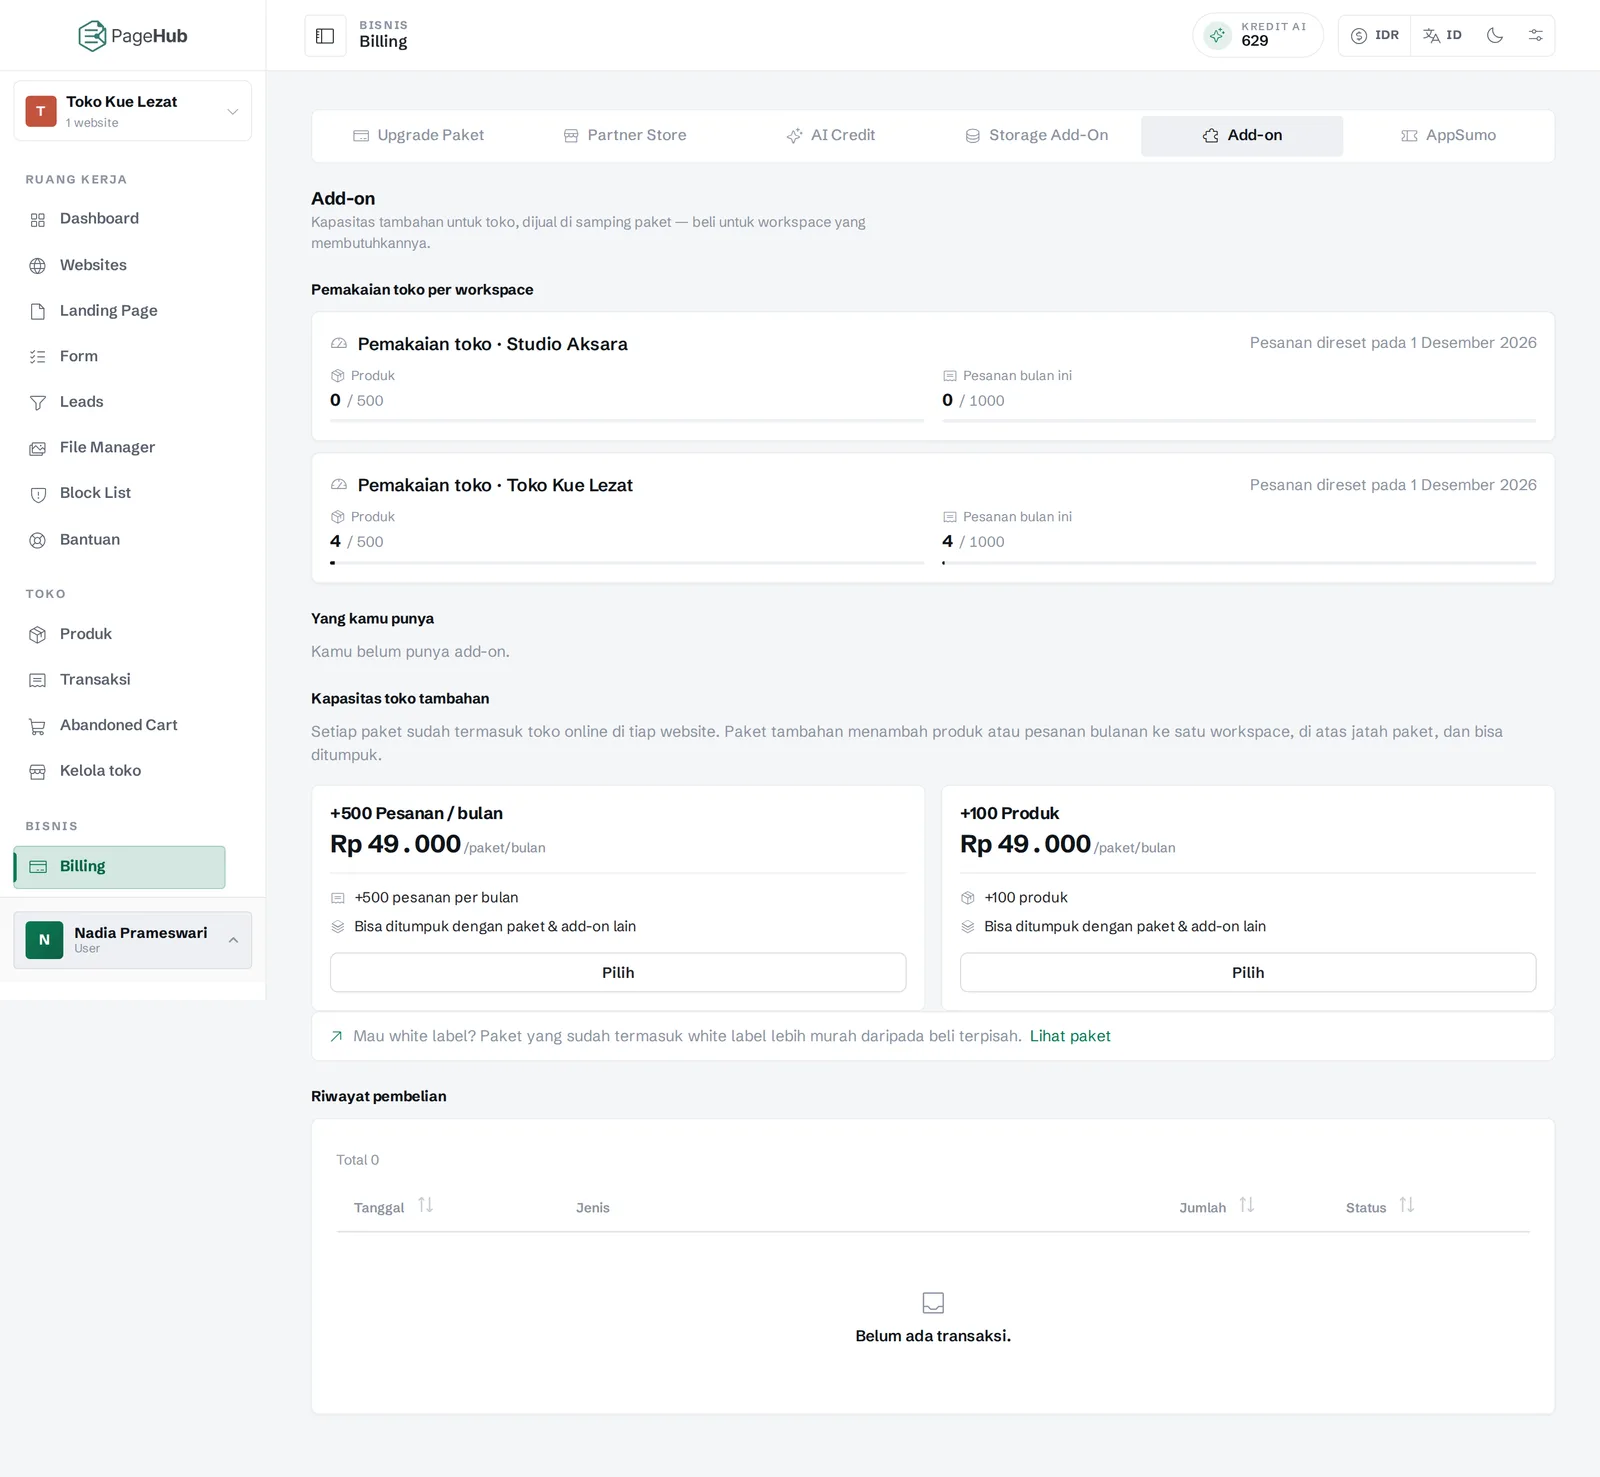 PageHub
BISNIS
Billing
KREDIT AI
629
IDR
ID
T
Toko Kue Lezat
1 website
RUANG KERJA
Dashboard
Websites
Landing Page
Form
Leads
File Manager
Block List
Bantuan
TOKO
Produk
Transaksi
Abandoned Cart
Kelola toko
BISNIS
Billing
N
Nadia Prameswari
User
Upgrade Paket
Partner Store
AI Credit
Storage Add-On
Add-on
AppSumo
Add-on
Kapasitas tambahan untuk toko, dijual di samping paket — beli untuk workspace yang
membutuhkannya.
Pemakaian toko per workspace
Pemakaian toko · Studio Aksara
Pesanan direset pada 1 Desember 2026
Produk
0 / 500
Pesanan bulan ini
0 / 1000
Pemakaian toko · Toko Kue Lezat
Pesanan direset pada 1 Desember 2026
Produk
4 / 500
Pesanan bulan ini
4 / 1000
Yang kamu punya
Kamu belum punya add-on.
Kapasitas toko tambahan
Setiap paket sudah termasuk toko online di tiap website. Paket tambahan menambah produk atau pesanan bulanan ke satu workspace, di atas jatah paket, dan bisa
ditumpuk.
+500 Pesanan / bulan
Rp 49.000 /paket/bulan
+500 pesanan per bulan
Bisa ditumpuk dengan paket & add-on lain
Pilih
+100 Produk
Rp 49.000 /paket/bulan
+100 produk
Bisa ditumpuk dengan paket & add-on lain
Pilih
Mau white label? Paket yang sudah termasuk white label lebih murah daripada beli terpisah. Lihat paket
Riwayat pembelian
Total 0
Tanggal
Jenis
Jumlah
Status
Belum ada transaksi.